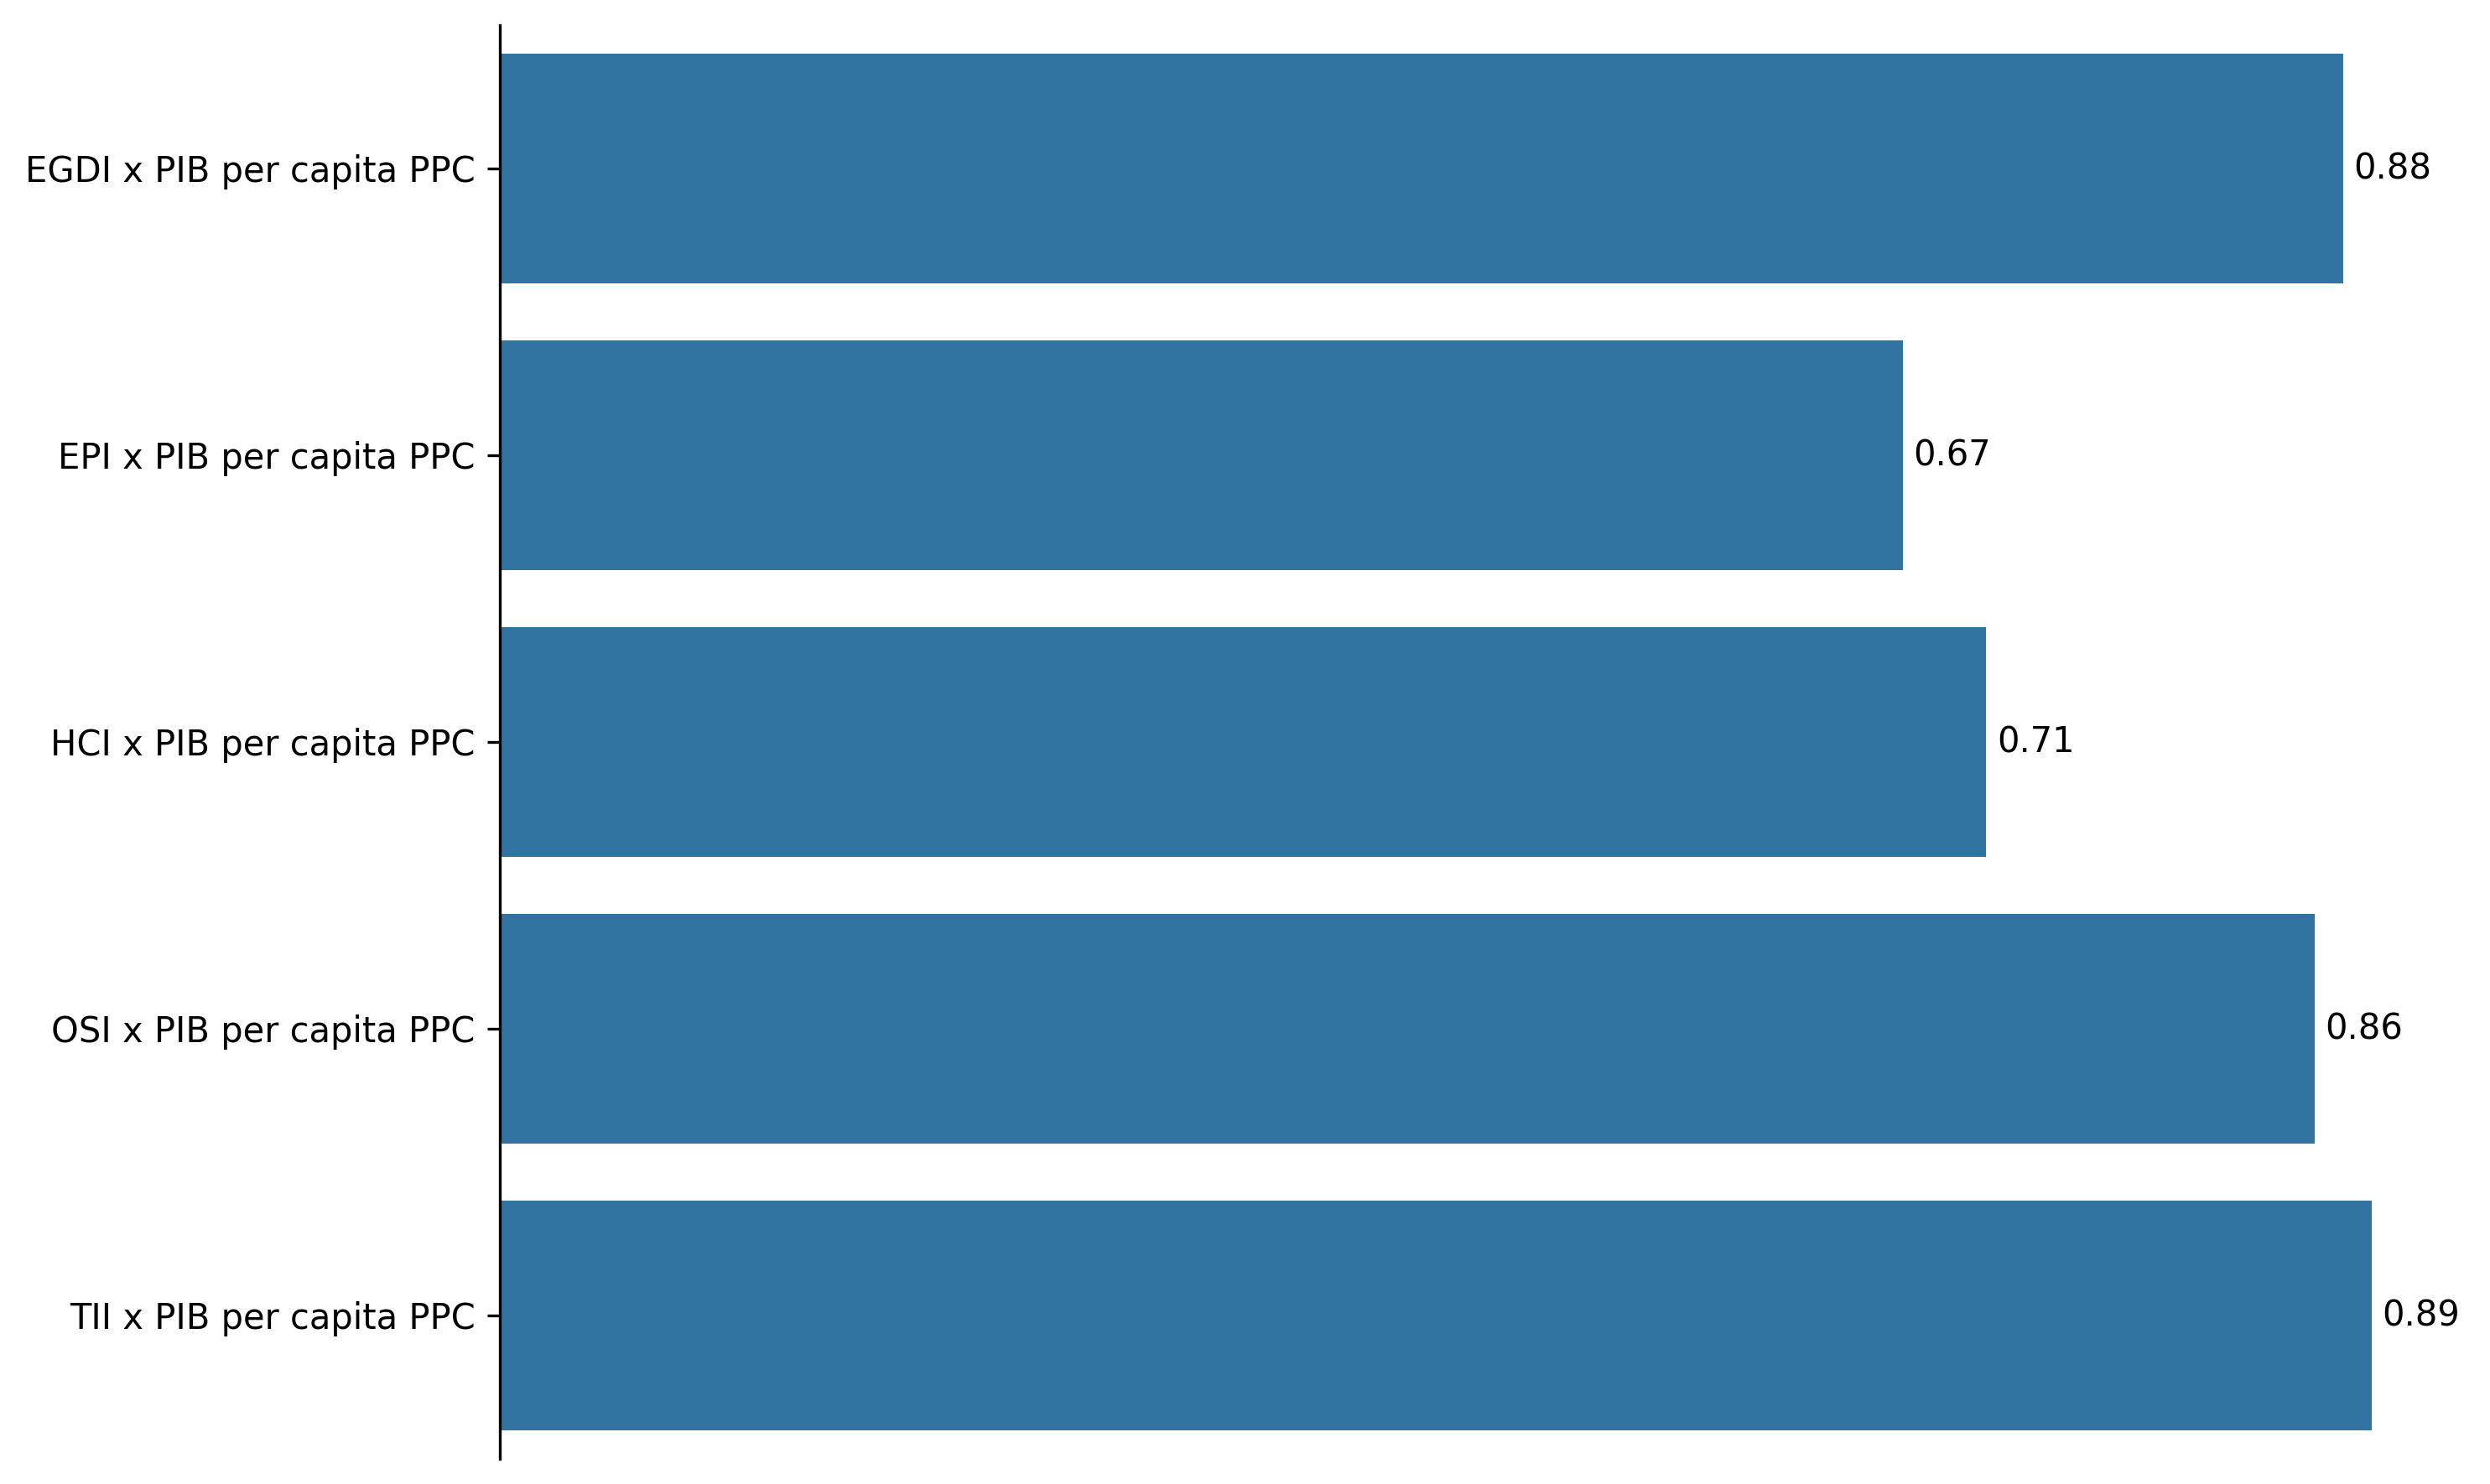 EGDI x PIB per capita PPC
0.88
EPI x PIB per capita PPC
0.67
HCI x PIB per capita PPC
0.71
OSI x PIB per capita PPC
0.86
TII x PIB per capita PPC
0.89